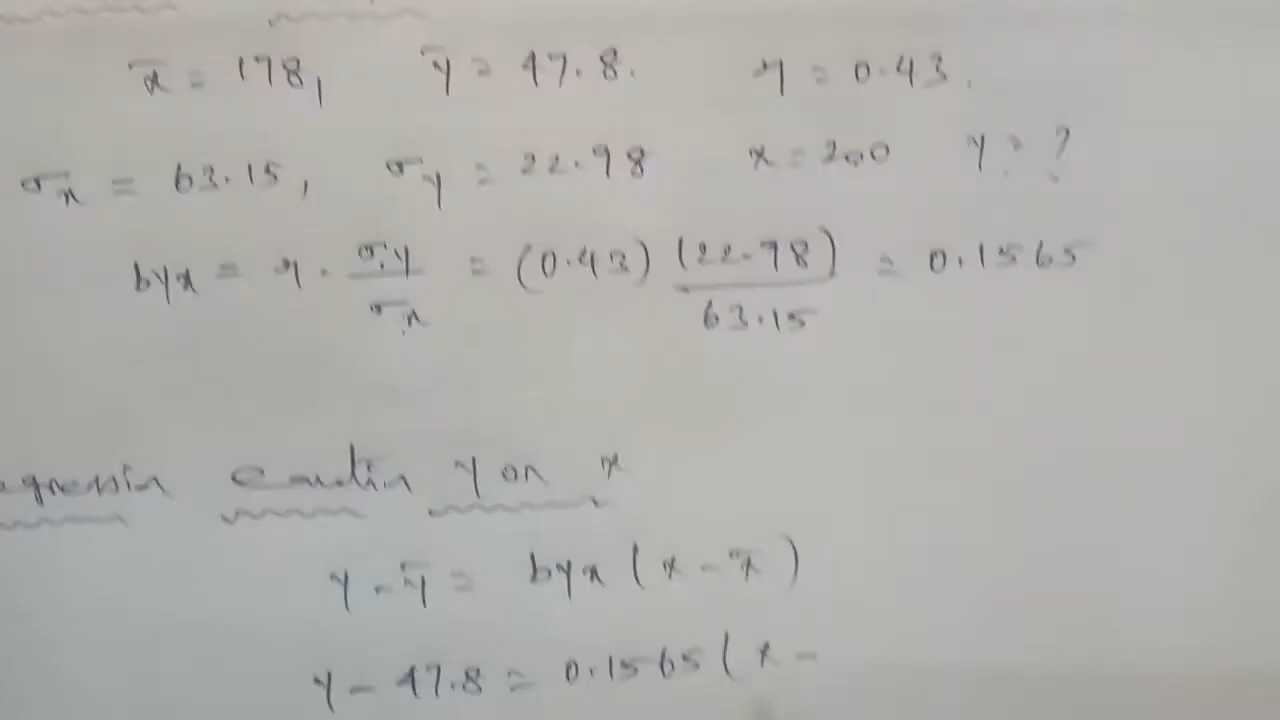 x̄ = 178, ȳ = 47.8. r = 0.43.
σx = 63.15, σy = 22.98 x = 200 y = ?
byx = r . σy / σx = (0.43) (22.98) / 63.15 = 0.1565
egression equation y on x
y - ȳ = byx (x - x̄)
y - 47.8 = 0.1565 (x -